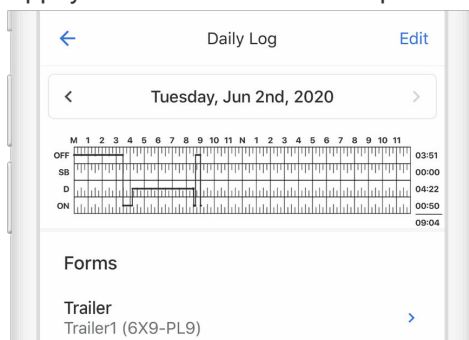 Daily Log
Edit
Tuesday, Jun 2nd, 2020
M 1 2 3 4 5 6 7 8 9 10 11 N 1 2 3 4 5 6 7 8 9 10 11
OFF 03:51
SB 00:00
D 04:22
ON 00:50
09:04
Forms
Trailer
Trailer1 (6X9-PL9)